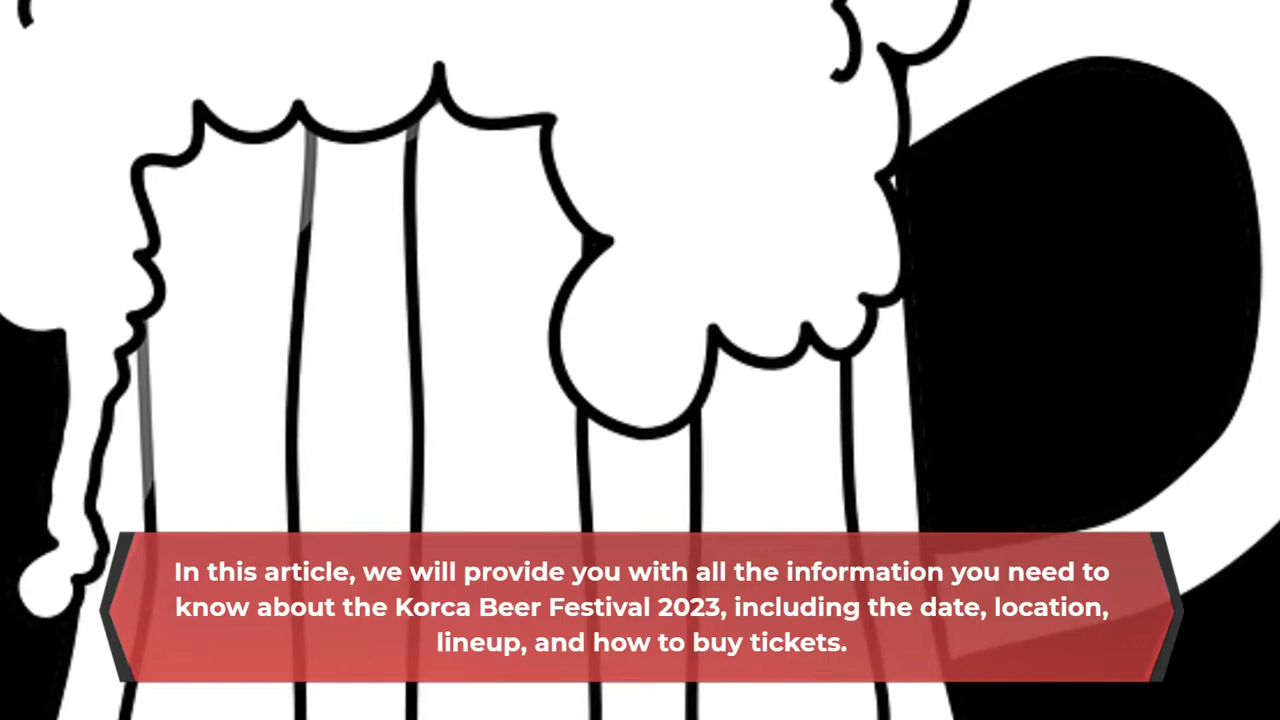 In this article, we will provide you with all the information you need to
know about the Korca Beer Festival 2023, including the date, location,
lineup, and how to buy tickets.